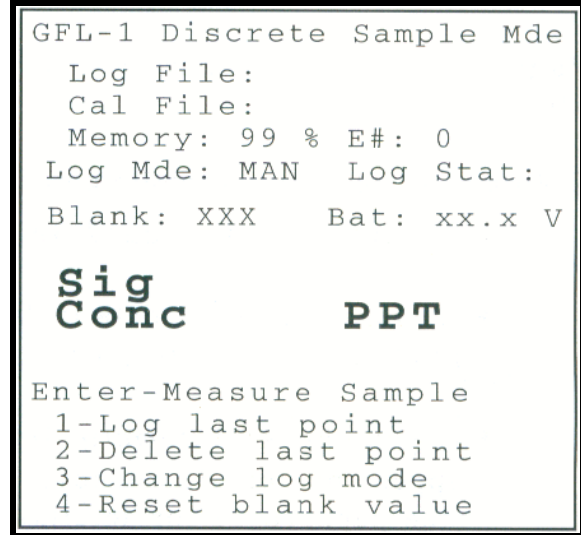 GFL-1 Discrete Sample Mde
Log File:
Cal File:
Memory: 99 % E#: 0
Log Mde: MAN Log Stat:
Blank: XXX Bat: xx.x V
Sig
Conc PPT
Enter-Measure Sample
1-Log last point
2-Delete last point
3-Change log mode
4-Reset blank value